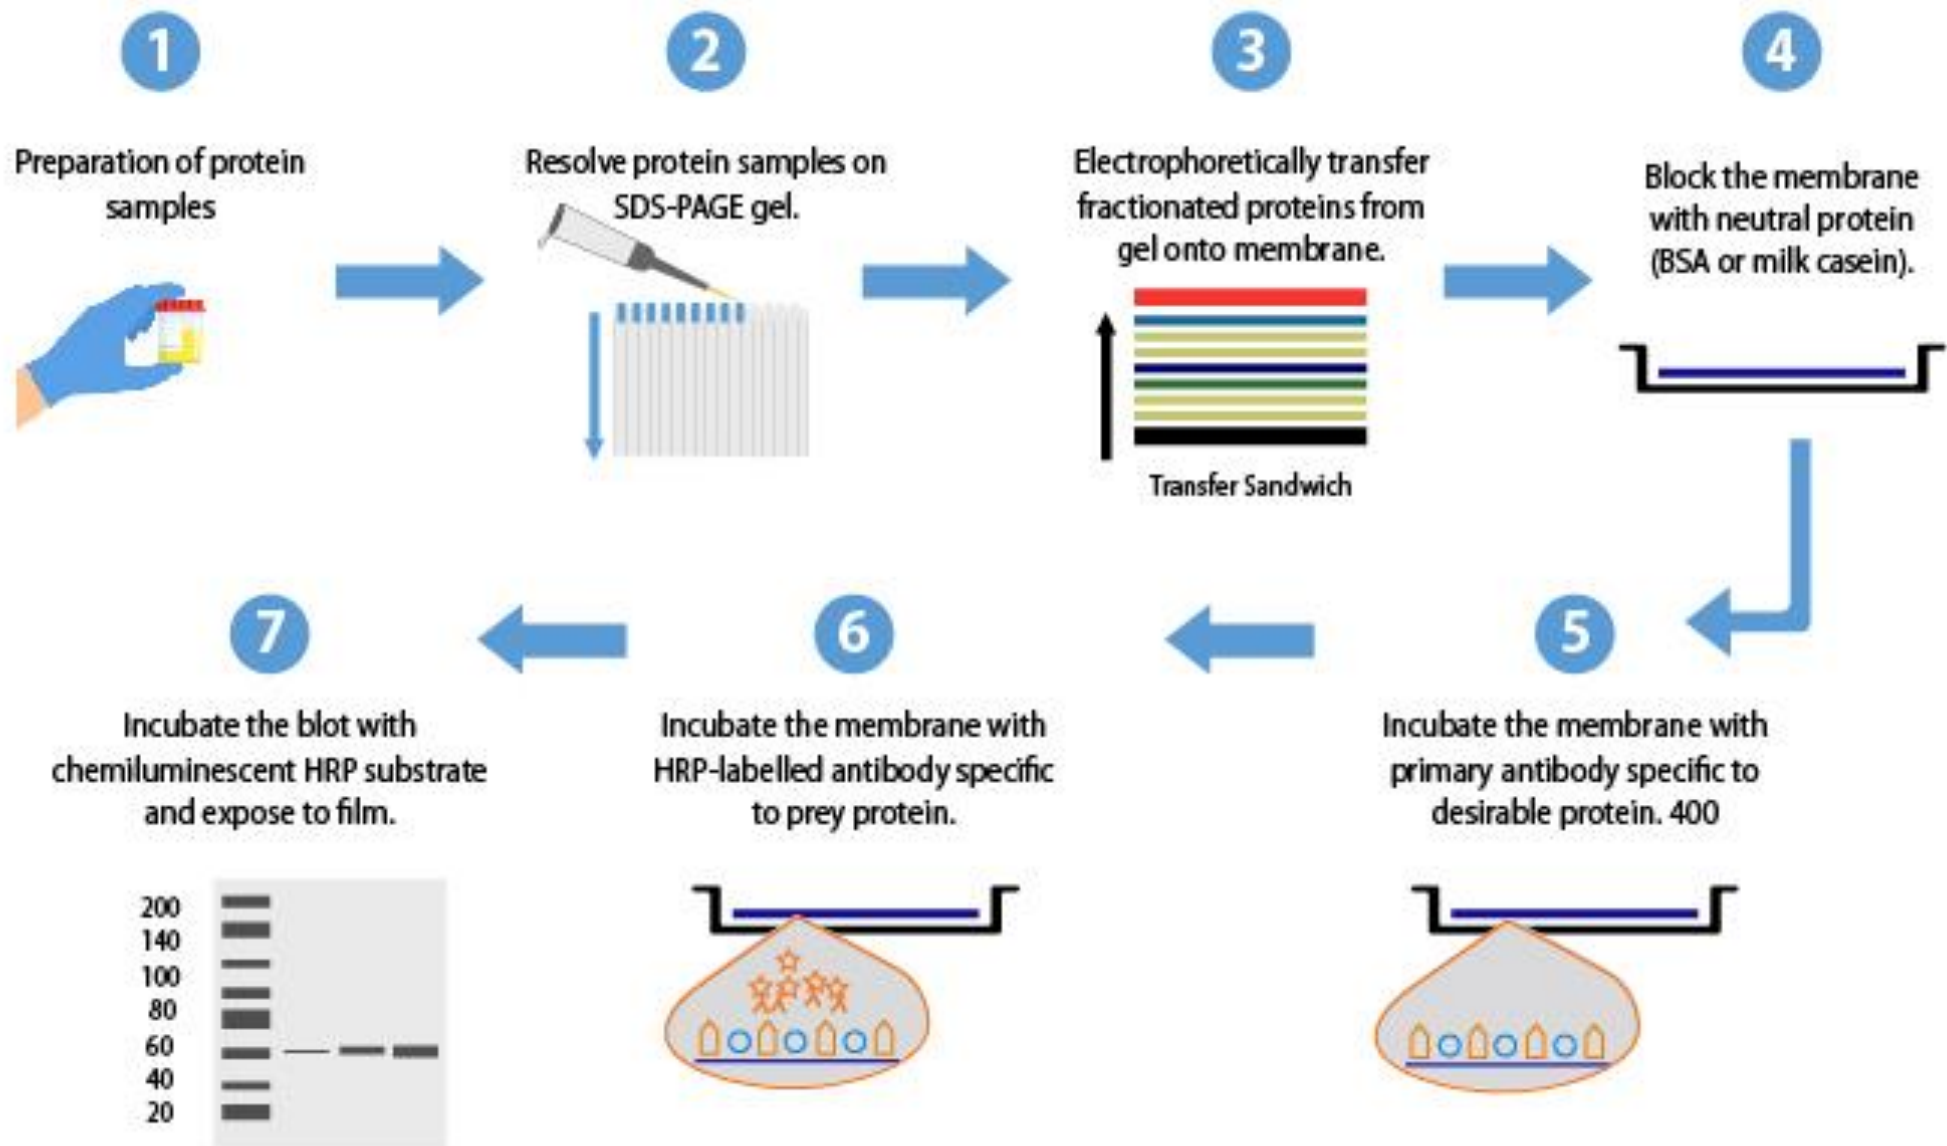 1
Preparation of protein
samples
2
Resolve protein samples on
SDS-PAGE gel.
3
Electrophoretically transfer
fractionated proteins from
gel onto membrane.
Transfer Sandwich
4
Block the membrane
with neutral protein
(BSA or milk casein).
5
Incubate the membrane with
primary antibody specific to
desirable protein. 400
6
Incubate the membrane with
HRP-labelled antibody specific
to prey protein.
7
Incubate the blot with
chemiluminescent HRP substrate
and expose to film.
200
140
100
80
60
40
20